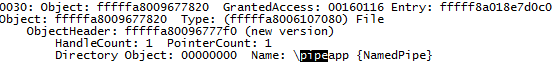 0030: Object: fffffa8009677820  GrantedAccess: 00160116 Entry: fffff8a018e7d0c0
Object: fffffa8009677820  Type: (fffffa8006107080) File
    ObjectHeader: fffffa80096777f0 (new version)
        HandleCount: 1  PointerCount: 1
        Directory Object: 00000000  Name: \pipeapp {NamedPipe}